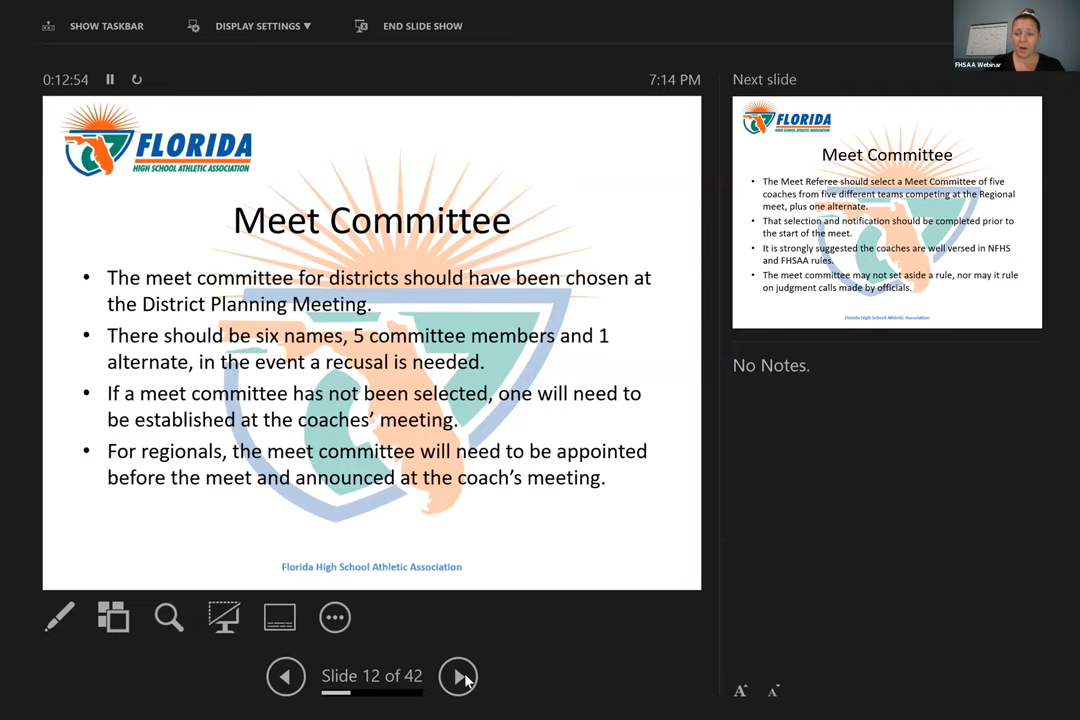 SHOW TASKBAR
DISPLAY SETTINGS ▼
END SLIDE SHOW
FHSAA Webinar
0:12:54
7:14 PM
Next slide
FLORIDA
HIGH SCHOOL ATHLETIC ASSOCIATION
Meet Committee
• The meet committee for districts should have been chosen at
the District Planning Meeting.
• There should be six names, 5 committee members and 1
alternate, in the event a recusal is needed.
• If a meet committee has not been selected, one will need to
be established at the coaches’ meeting.
• For regionals, the meet committee will need to be appointed
before the meet and announced at the coach’s meeting.
Florida High School Athletic Association
FLORIDA
HIGH SCHOOL ATHLETIC ASSOCIATION
Meet Committee
• The Meet Referee should select a Meet Committee of five
coaches from five different teams competing at the Regional
meet, plus one alternate.
• That selection and notification should be completed prior to
the start of the meet.
• It is strongly suggested the coaches are well versed in NFHS
and FHSAA rules.
• The meet committee may not set aside a rule, nor may it rule
on judgment calls made by officials.
Florida High School Athletic Association
No Notes.
Slide 12 of 42
A A